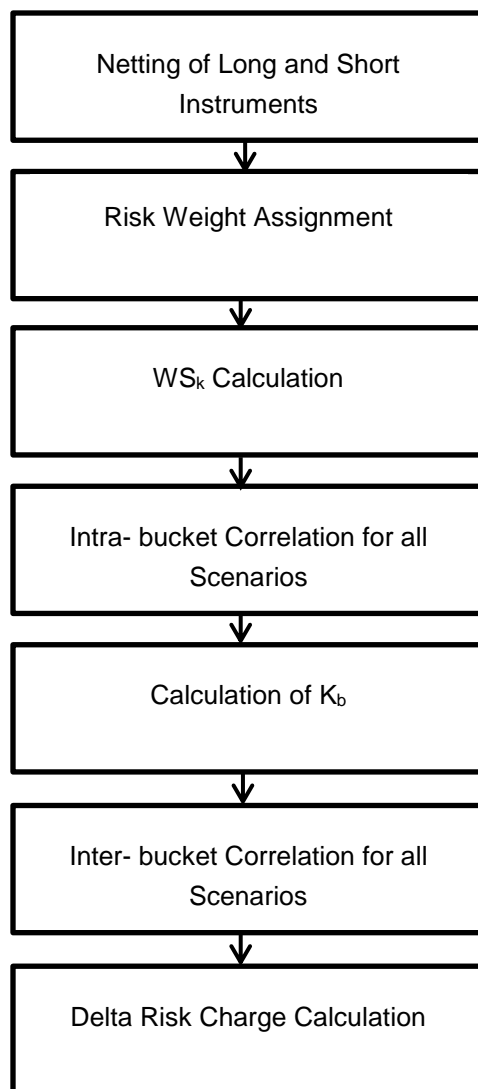 Netting of Long and Short
Instruments
Risk Weight Assignment
WSₖ Calculation
Intra- bucket Correlation for all
Scenarios
Calculation of K_b
Inter- bucket Correlation for all
Scenarios
Delta Risk Charge Calculation